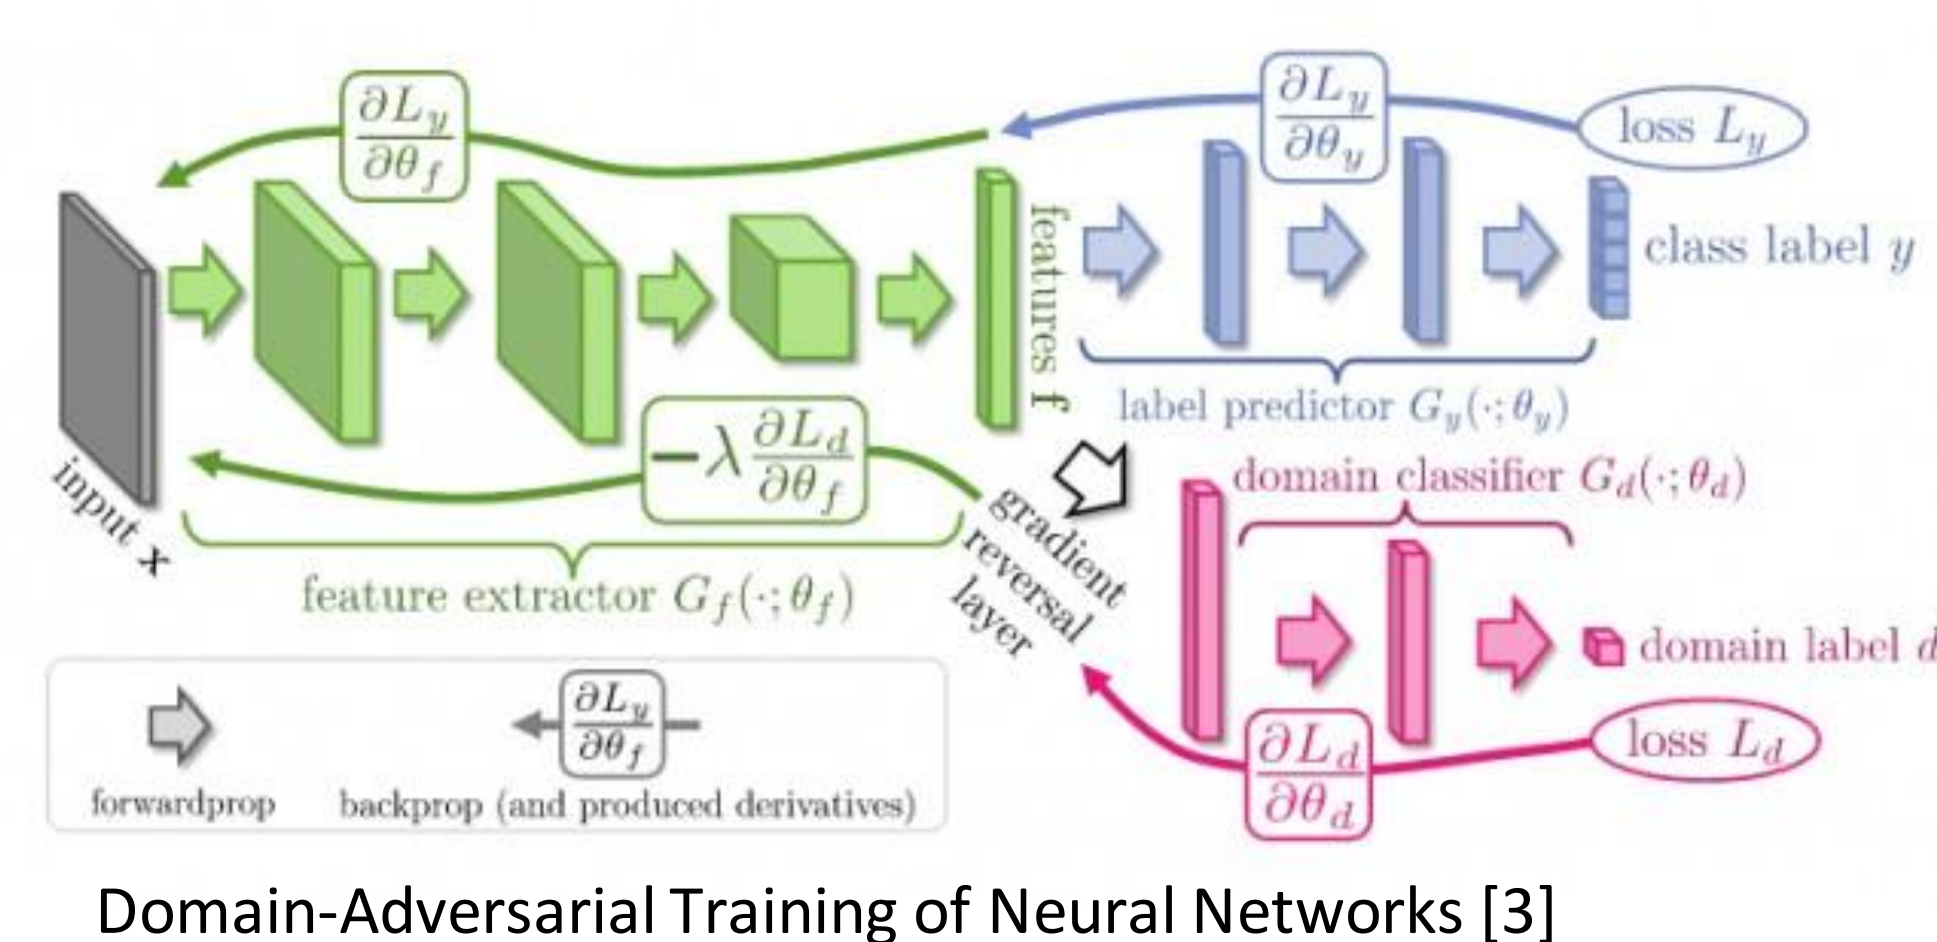 ∂L_y/∂θ_f
∂L_y/∂θ_y
loss L_y
features f
class label y
label predictor G_y(·; θ_y)
−λ ∂L_d/∂θ_f
input x
feature extractor G_f(·; θ_f)
gradient
reversal
layer
domain classifier G_d(·; θ_d)
domain label d
∂L_d/∂θ_d
loss L_d
∂L_y/∂θ_f
forwardprop
backprop (and produced derivatives)
Domain-Adversarial Training of Neural Networks [3]